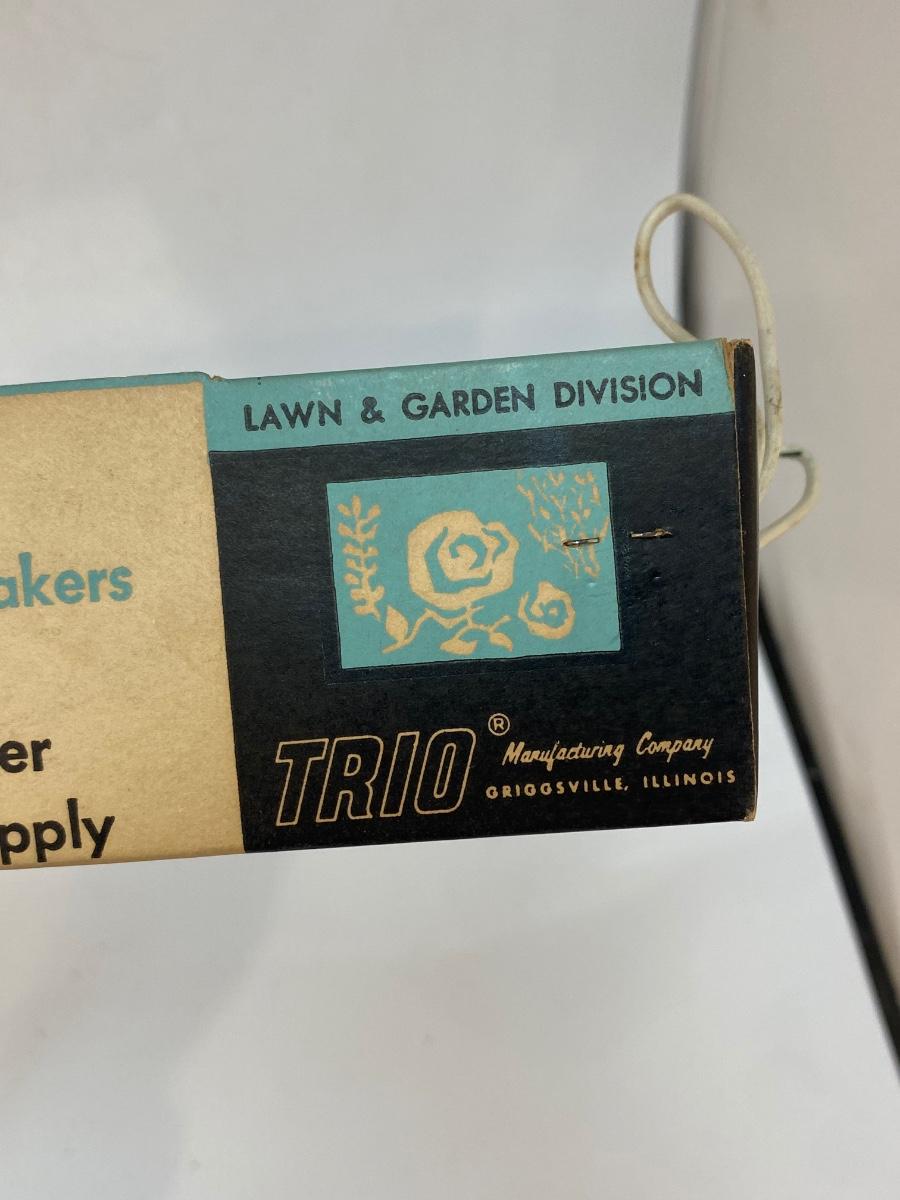 LAWN & GARDEN DIVISION
akers
er
pply
TRIO®
Manufacturing Company
GRIGGSVILLE, ILLINOIS